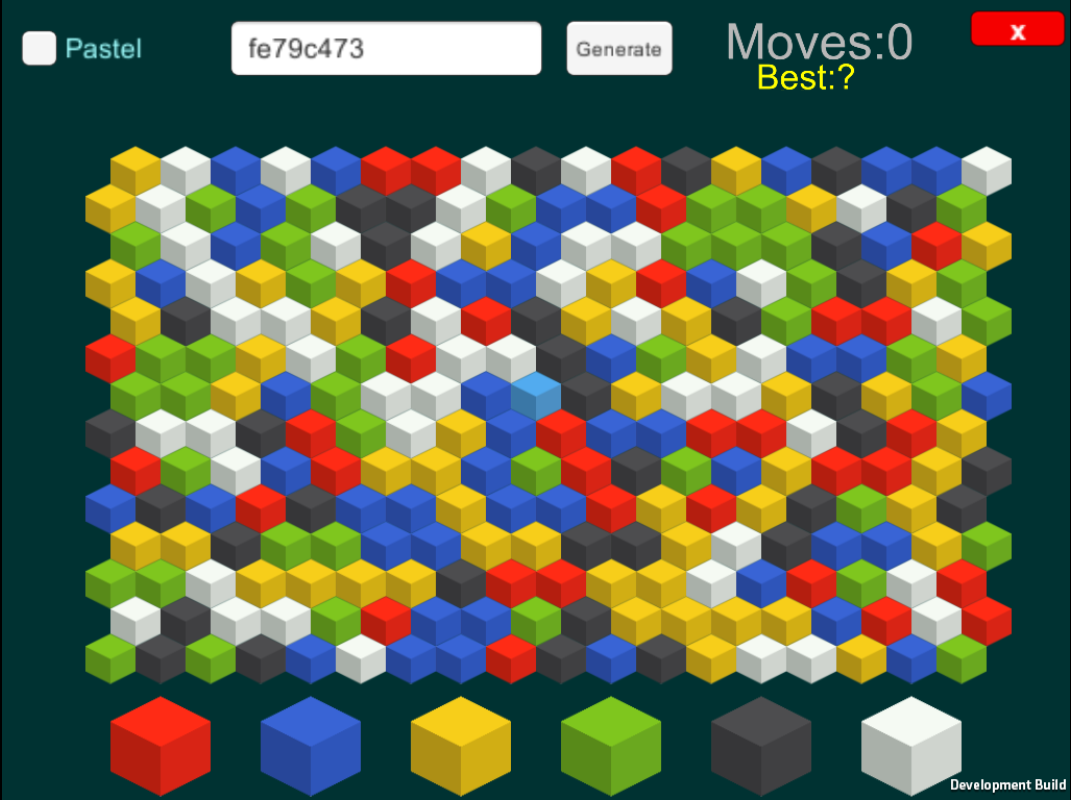 Pastel
fe79c473
Generate
Moves:0
Best:?
x
Development Build